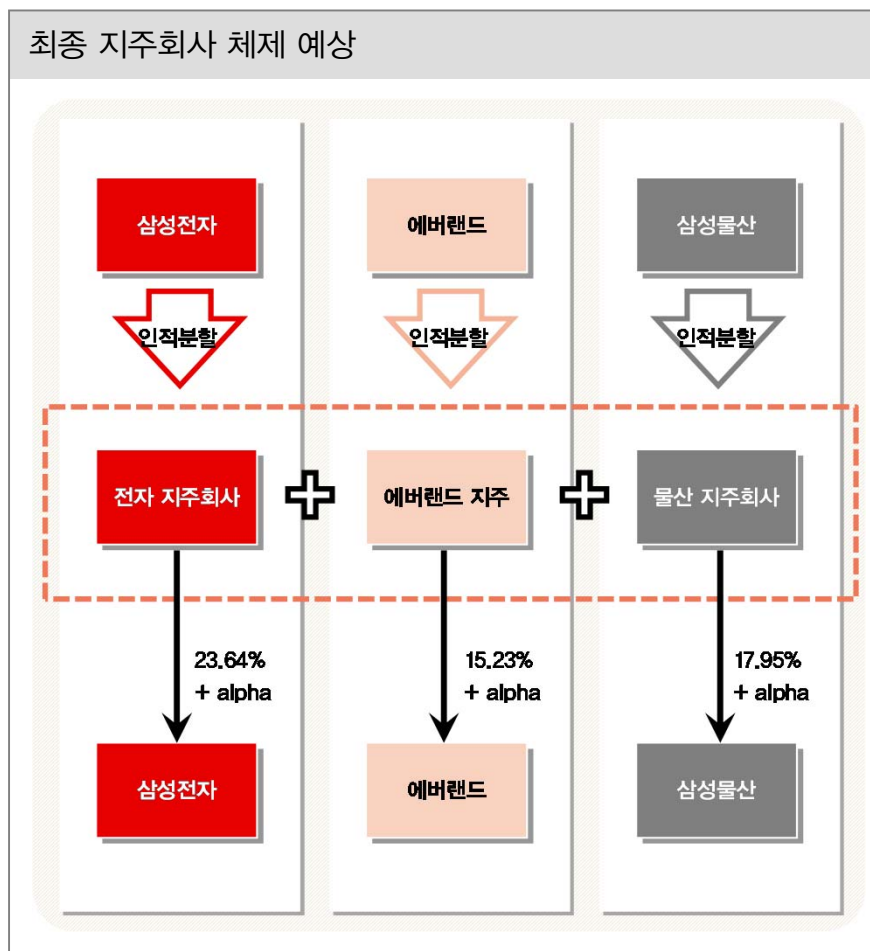 최종 지주회사 체제 예상
삼성전자
에버랜드
삼성물산
인적분할
인적분할
인적분할
전자 지주회사
에버랜드 지주
물산 지주회사
23.64%
+ alpha
15.23%
+ alpha
17.95%
+ alpha
삼성전자
에버랜드
삼성물산